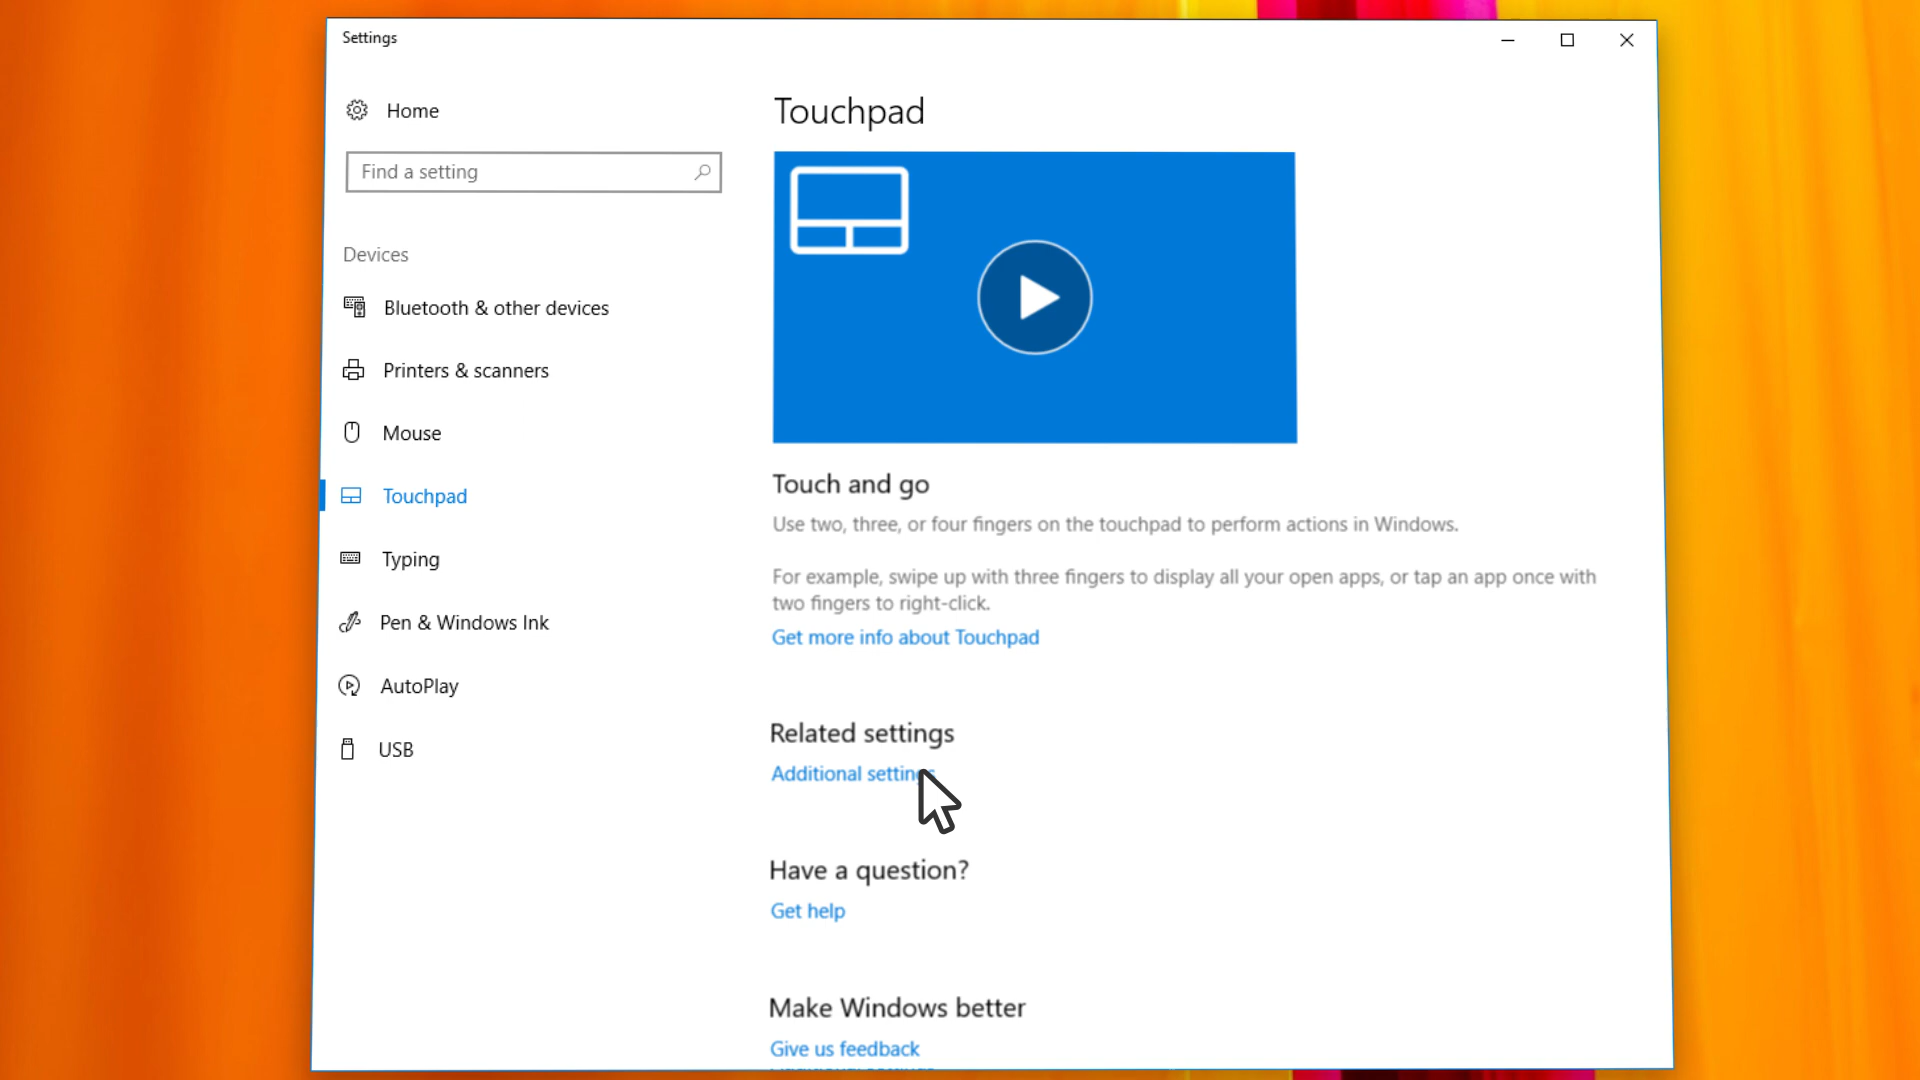 Settings
Home
Find a setting
Devices
Bluetooth & other devices
Printers & scanners
Mouse
Touchpad
Typing
Pen & Windows Ink
AutoPlay
USB
Touchpad
Touch and go
Use two, three, or four fingers on the touchpad to perform actions in Windows.
For example, swipe up with three fingers to display all your open apps, or tap an app once with
two fingers to right-click.
Get more info about Touchpad
Related settings
Additional settings
Have a question?
Get help
Make Windows better
Give us feedback